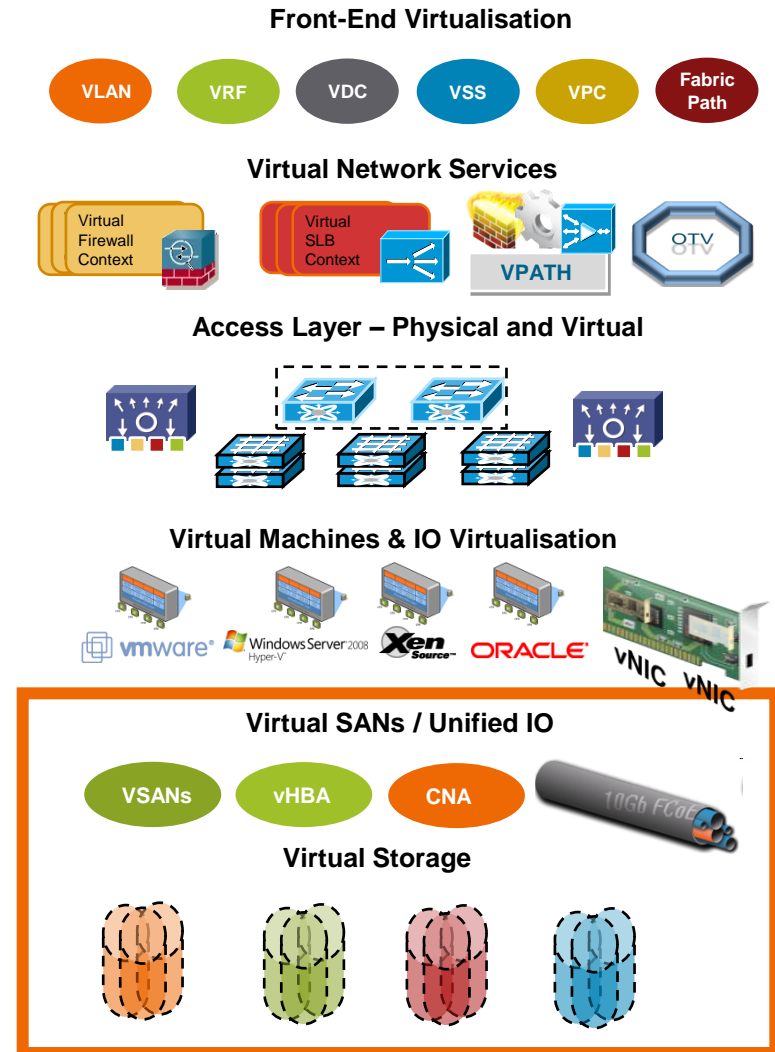 Front-End Virtualisation
VLAN
VRF
VDC
VSS
VPC
Fabric
Path
Virtual Network Services
Virtual
Firewall
Context
Virtual
SLB
Context
VPATH
OTV
Access Layer – Physical and Virtual
Virtual Machines & IO Virtualisation
vmware®
Windows Server 2008
Hyper-V
Xen
Source™
ORACLE
vNIC vNIC
Virtual SANs / Unified IO
VSANs
vHBA
CNA
10Gb FCoE
Virtual Storage